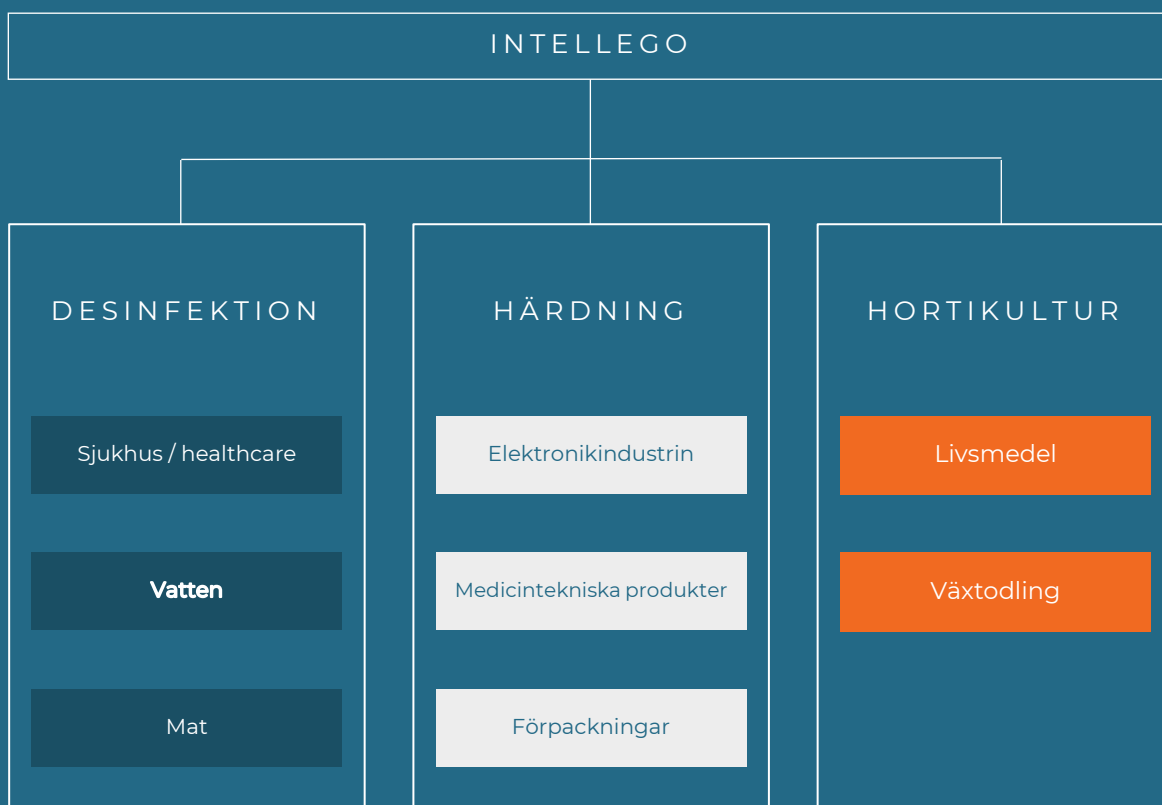 INTELLEGO
DESINFEKTION
Sjukhus / healthcare
Vatten
Mat
HÄRDNING
Elektronikindustrin
Medicintekniska produkter
Förpackningar
HORTIKULTUR
Livsmedel
Växtodling